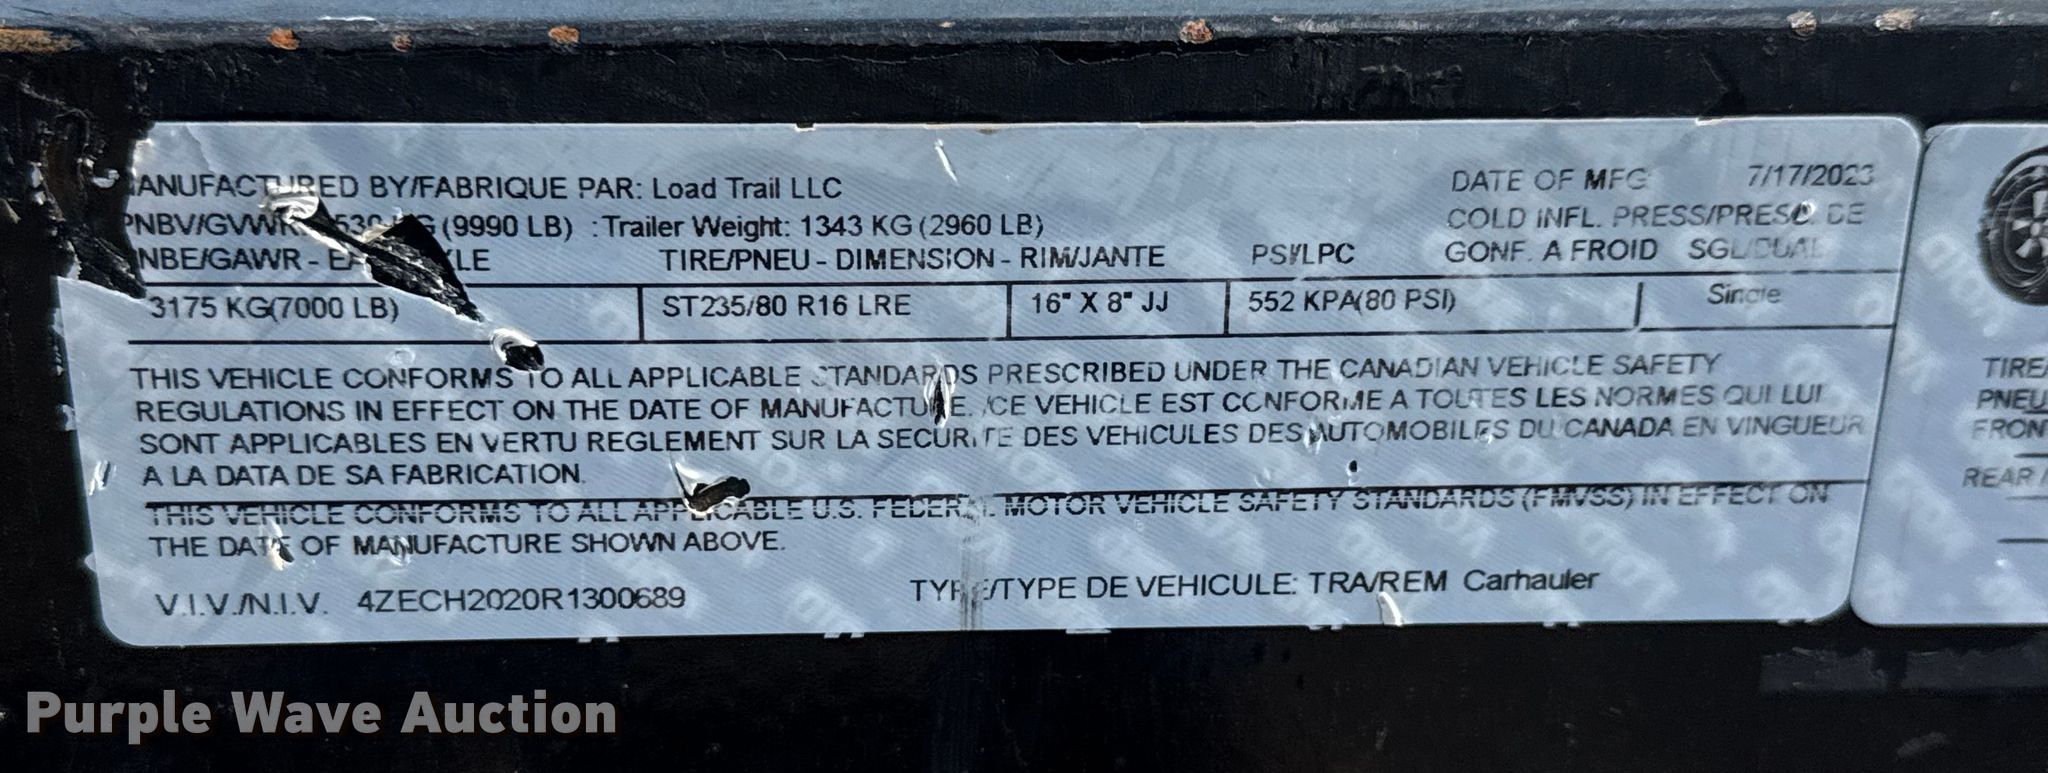 ANUFACTURED BY/FABRIQUE PAR: Load Trail LLC
DATE OF MFG 7/17/2023
PNBV/GVWR 530 KG (9990 LB) : Trailer Weight: 1343 KG (2960 LB)
COLD INFL. PRESS/PRESS. DE
NBE/GAWR - XLE TIRE/PNEU - DIMENSION - RIM/JANTE PSI/LPC GONF. A FROID SGL/DUAL
3175 KG(7000 LB) ST235/80 R16 LRE 16" X 8" JJ 552 KPA(80 PSI) / Single
THIS VEHICLE CONFORMS TO ALL APPLICABLE STANDARDS PRESCRIBED UNDER THE CANADIAN VEHICLE SAFETY
REGULATIONS IN EFFECT ON THE DATE OF MANUFACTURE. /CE VEHICLE EST CONFORME A TOUTES LES NORMES QUI LUI
SONT APPLICABLES EN VERTU REGLEMENT SUR LA SECURITE DES VEHICULES DES AUTOMOBILES DU CANADA EN VINGUEUR
A LA DATA DE SA FABRICATION.
THIS VEHICLE CONFORMS TO ALL APPLICABLE U.S. FEDERAL MOTOR VEHICLE SAFETY STANDARDS (FMVSS) IN EFFECT ON
THE DATE OF MANUFACTURE SHOWN ABOVE.
V.I.V./N.I.V. 4ZECH2020R1300689 TYPE/TYPE DE VEHICULE: TRA/REM Carhauler
TIRE/
PNEU
FRONT
REAR /
Purple Wave Auction